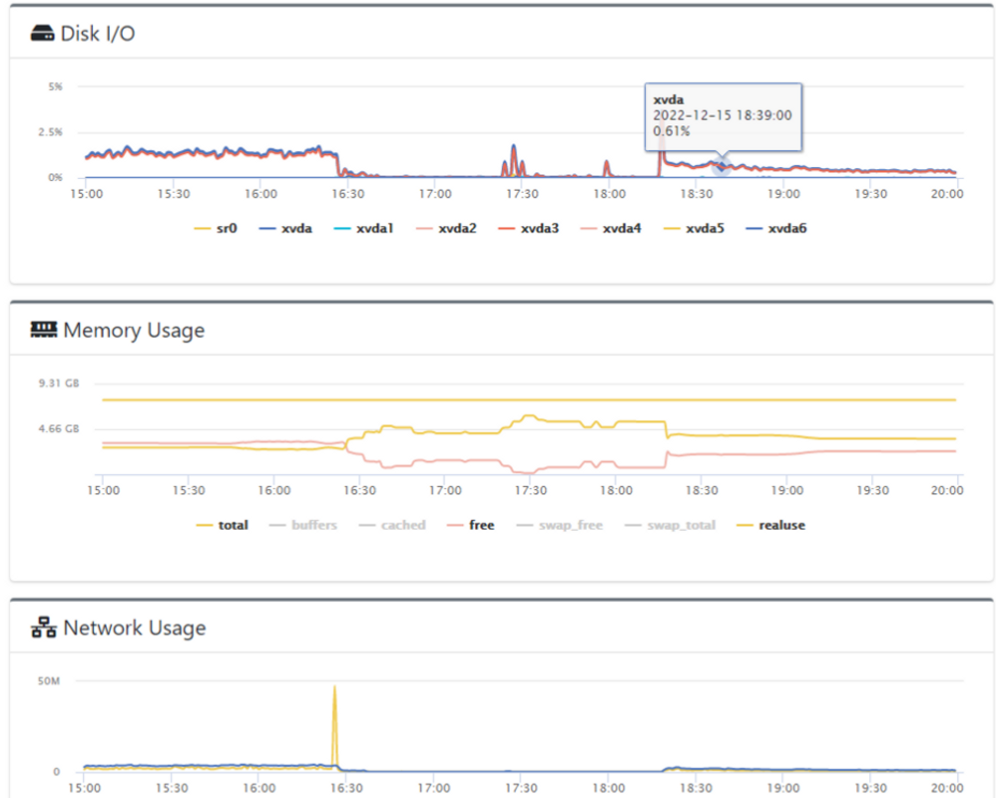 Disk I/O
5%
2.5%
0%
xvda
2022-12-15 18:39:00
0.61%
15:00 15:30 16:00 16:30 17:00 17:30 18:00 18:30 19:00 19:30 20:00
sr0 xvda xvda1 xvda2 xvda3 xvda4 xvda5 xvda6
Memory Usage
9.31 GB
4.66 GB
15:00 15:30 16:00 16:30 17:00 17:30 18:00 18:30 19:00 19:30 20:00
total buffers cached free swap_free swap_total realuse
Network Usage
50M
0
15:00 15:30 16:00 16:30 17:00 17:30 18:00 18:30 19:00 19:30 20:00